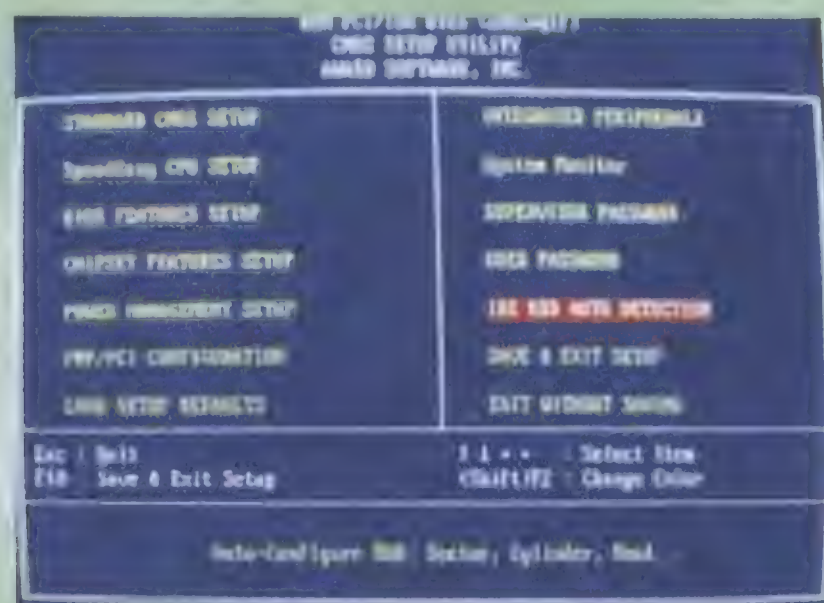 CMOS SETUP UTILITY
AWARD SOFTWARE, INC.
STANDARD CMOS SETUP
CPU SETUP
BIOS FEATURES SETUP
CHIPSET FEATURES SETUP
POWER MANAGEMENT SETUP
PNP/PCI CONFIGURATION
LOAD SETUP DEFAULTS
INTEGRATED PERIPHERALS
System Monitor
SUPERVISOR PASSWORD
USER PASSWORD
IDE HDD AUTO DETECTION
SAVE & EXIT SETUP
EXIT WITHOUT SAVING
Esc : Quit
F10 : Save & Exit Setup
: Select Item
(Shift)F2 : Change Color
Auto-Configure HDD Sector, Cylinder, Head